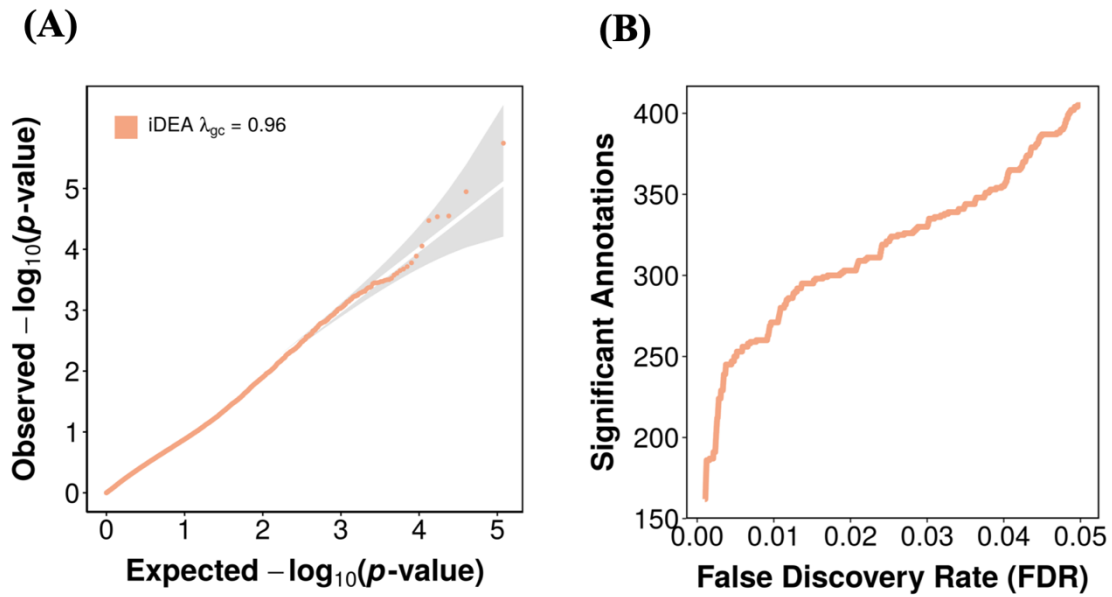 (A)
Observed −log₁₀(p-value)
5
4
3
2
1
0
iDEA λgc = 0.96
0 1 2 3 4 5
Expected −log₁₀(p-value)
(B)
Significant Annotations
400
350
300
250
200
150
0.00 0.01 0.02 0.03 0.04 0.05
False Discovery Rate (FDR)